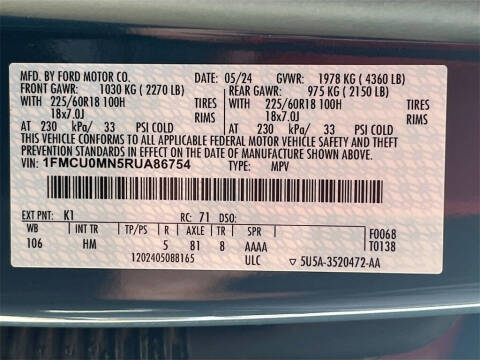 MFD. BY FORD MOTOR CO. 05/24 GVWR: 1978 KG ( 4360 LB)
FRONT GAWR: 1030 KG ( 2270 LB) REAR GAWR: 975 KG ( 2150 LB)
WITH 225/60R18 100H TIRES WITH 225/60R18 100H TIRES
18x7.0J RIMS 18x7.0J RIMS
AT 230 kPa/ 33 PSI COLD AT 230 kPa/ 33 PSI COLD
THIS VEHICLE CONFORMS TO ALL APPLICABLE FEDERAL MOTOR VEHICLE SAFETY AND THEFT
PREVENTION STANDARDS IN EFFECT ON THE DATE OF MANUFACTURE SHOWN ABOVE.
VIN: 1FMCU0MN5RUA86754 TYPE: MPV
EXT PNT: K1 RC: 71 DSO:
WB INT TR TP/PS R AXLE TR SPR F0068
106 HM 5 81 8 AAAA T0138
1202405088165 ULC ▽ 5U5A-3520472-AA